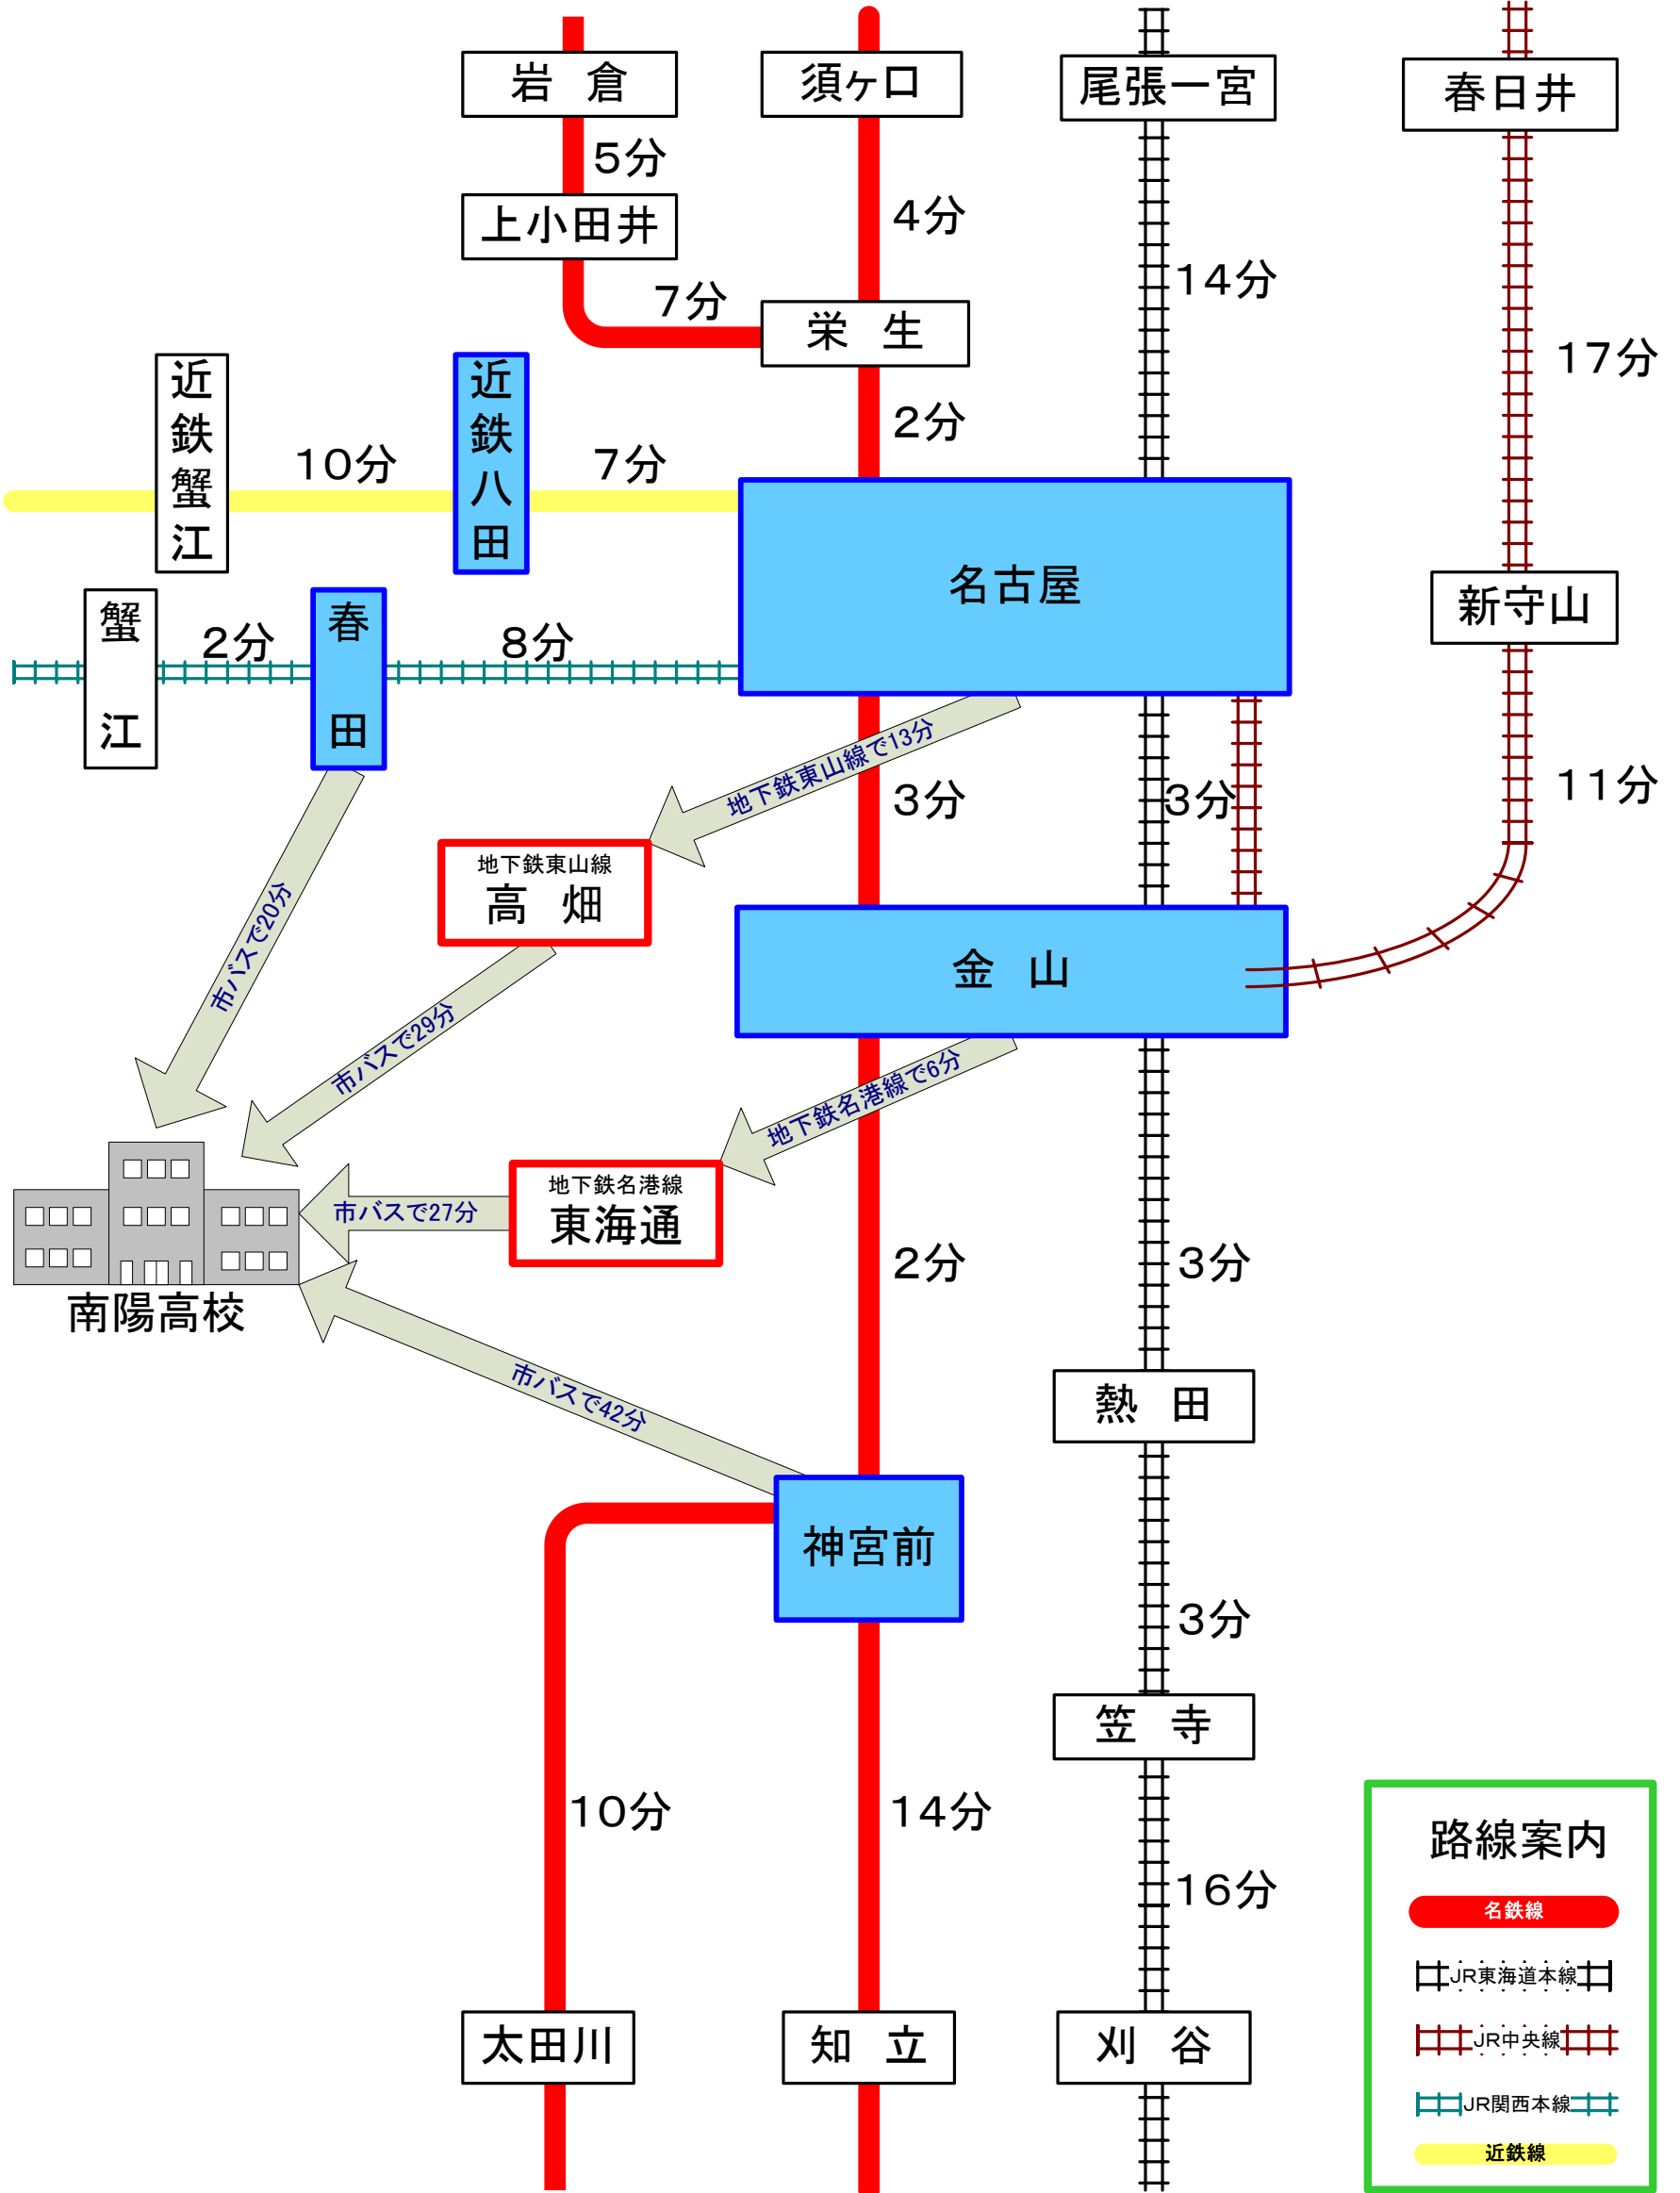 岩 倉
須ヶ口
尾張一宮
春日井
5分
上小田井
4分
14分
7分
栄 生
17分
近鉄蟹江
10分
近鉄八田
7分
2分
名古屋
新守山
蟹 江
2分
春 田
8分
地下鉄東山線で13分
3分
3分
11分
地下鉄東山線
高 畑
市バスで20分
市バスで29分
金 山
地下鉄名港線で6分
地下鉄名港線
東海通
市バスで27分
南陽高校
2分
3分
市バスで42分
熱 田
神宮前
3分
笠 寺
10分
14分
16分
太田川
知 立
刈 谷
路線案内
名鉄線
JR東海道本線
JR中央線
JR関西本線
近鉄線